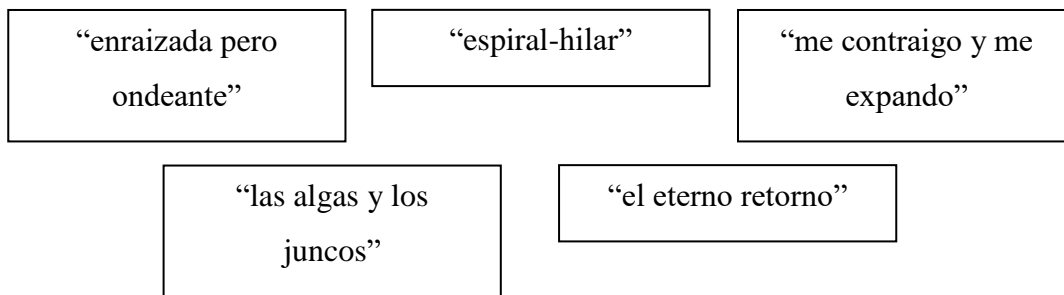 “enraizada pero
ondeante”
“espiral-hilar”
“me contraigo y me
expando”
“las algas y los
juncos”
“el eterno retorno”